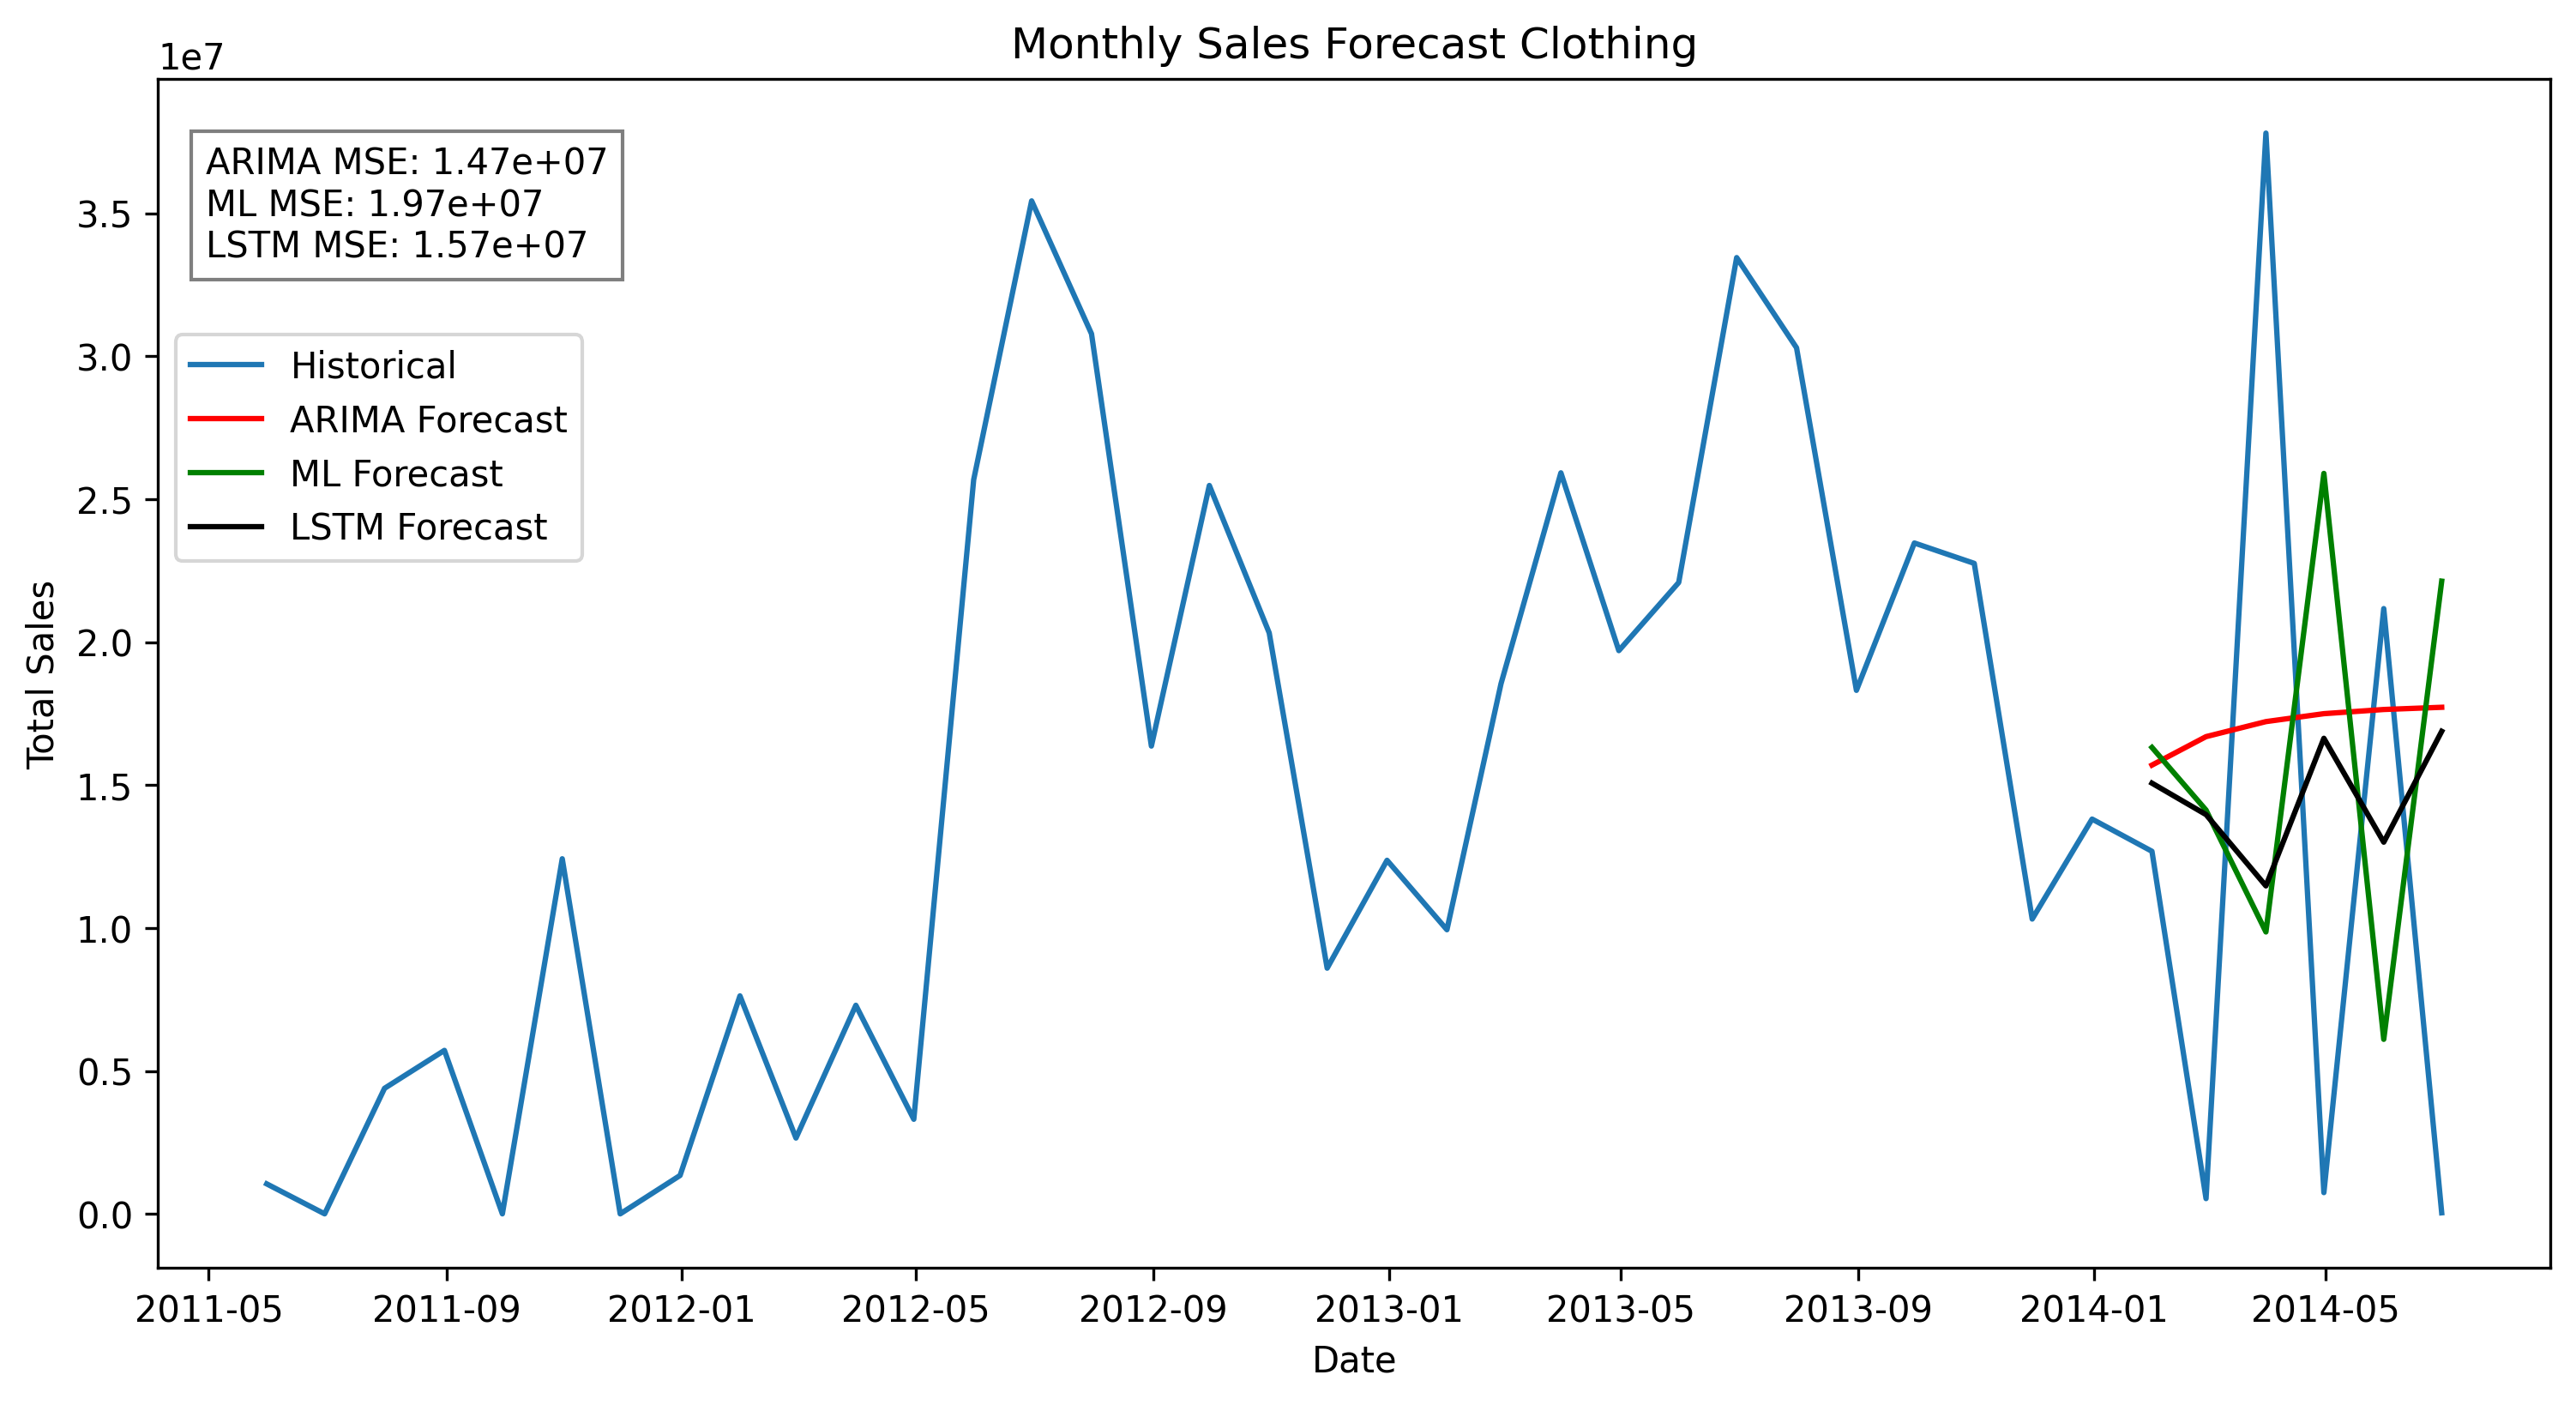 Monthly Sales Forecast Clothing
1e7
ARIMA MSE: 1.47e+07
ML MSE: 1.97e+07
LSTM MSE: 1.57e+07
Historical
ARIMA Forecast
ML Forecast
LSTM Forecast
Total Sales
3.5
3.0
2.5
2.0
1.5
1.0
0.5
0.0
2011-05 2011-09 2012-01 2012-05 2012-09 2013-01 2013-05 2013-09 2014-01 2014-05
Date